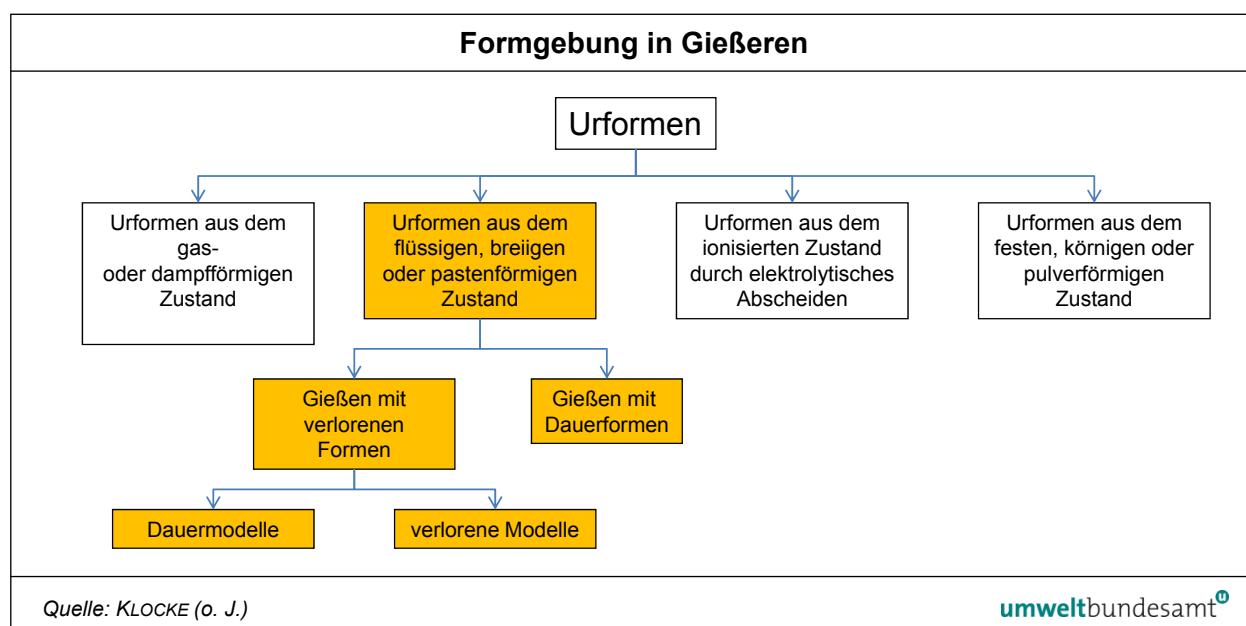 Formgebung in Gießeren
Urformen
Urformen aus dem
gas-
oder dampfförmigen
Zustand
Urformen aus dem
flüssigen, breiigen
oder pastenförmigen
Zustand
Urformen aus dem
ionisierten Zustand
durch elektrolytisches
Abscheiden
Urformen aus dem
festen, körnigen oder
pulverförmigen
Zustand
Gießen mit
verlorenen
Formen
Gießen mit
Dauerformen
Dauermodelle
verlorene Modelle
Quelle: KLOCKE (o. J.)
umweltbundesamt u